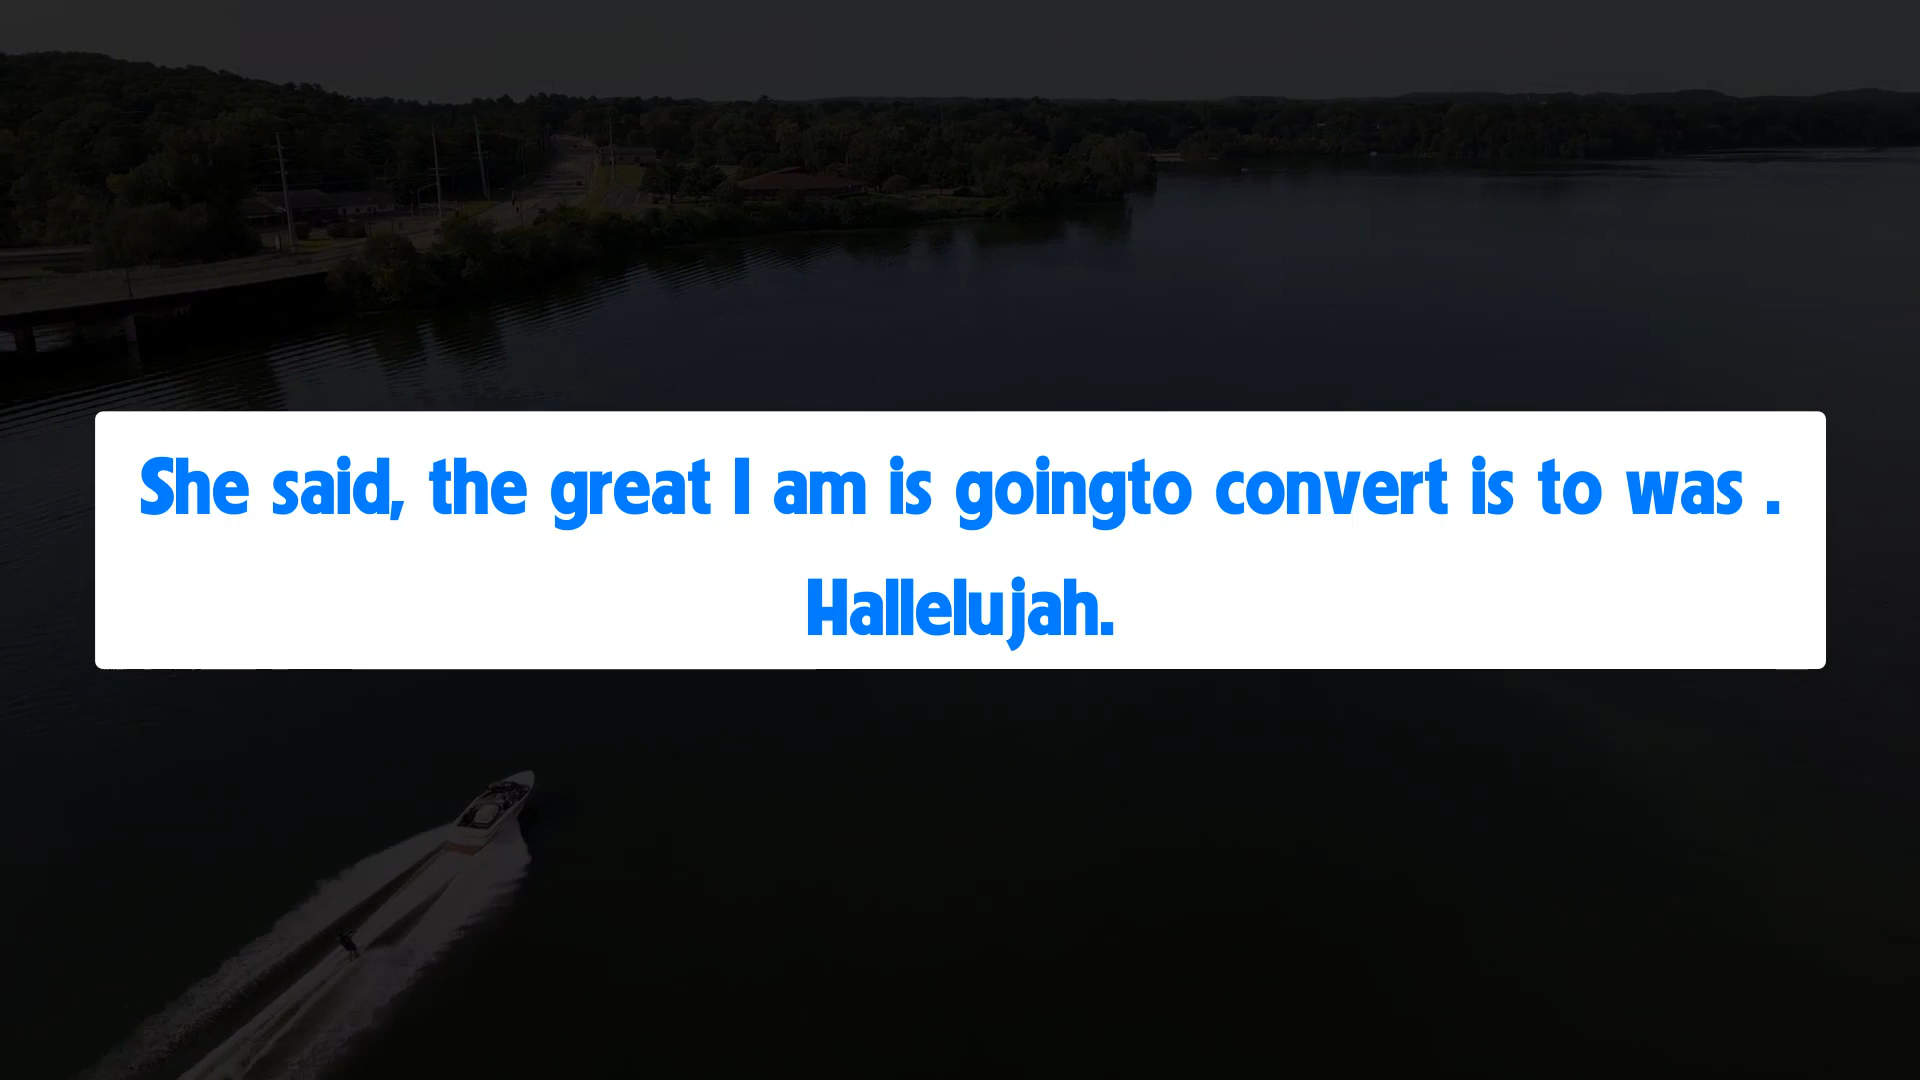 She said, the great I am is goingto convert is to was .
Hallelujah.